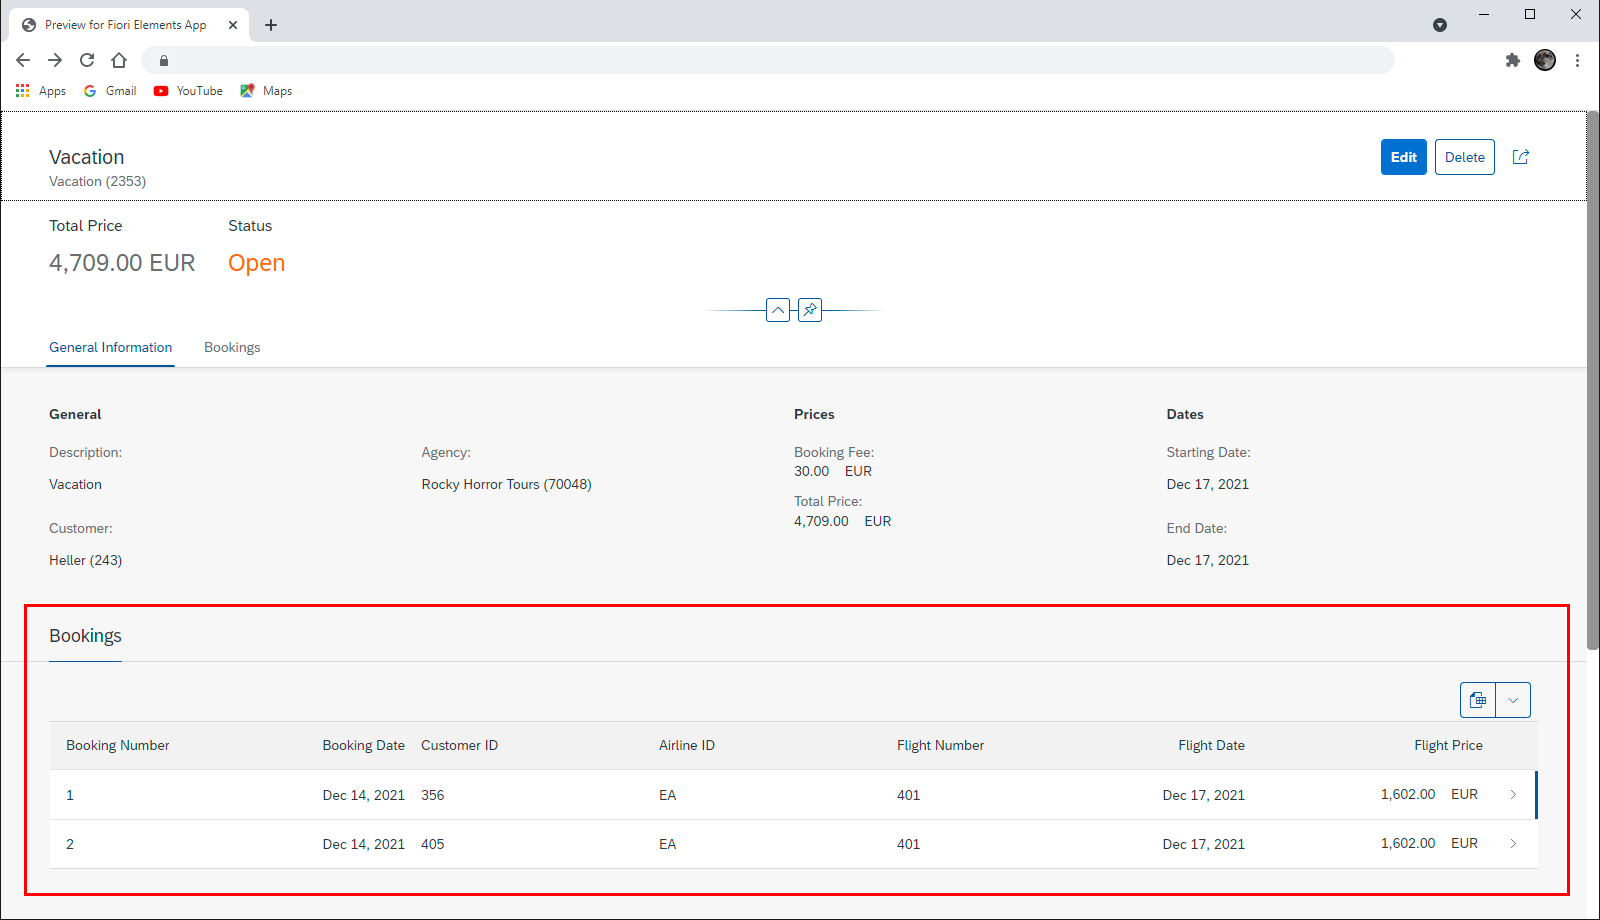 Preview for Fiori Elements App
Apps Gmail YouTube Maps
Vacation
Vacation (2353)
Edit Delete
Total Price Status
4,709.00 EUR Open
General Information Bookings
General Prices Dates
Description: Agency: Booking Fee: Starting Date:
30.00 EUR
Vacation Rocky Horror Tours (70048) Dec 17, 2021
Total Price:
4,709.00 EUR
Customer: End Date:
Heller (243) Dec 17, 2021
Bookings
Booking Number Booking Date Customer ID Airline ID Flight Number Flight Date Flight Price
1 Dec 14, 2021 356 EA 401 Dec 17, 2021 1,602.00 EUR
2 Dec 14, 2021 405 EA 401 Dec 17, 2021 1,602.00 EUR